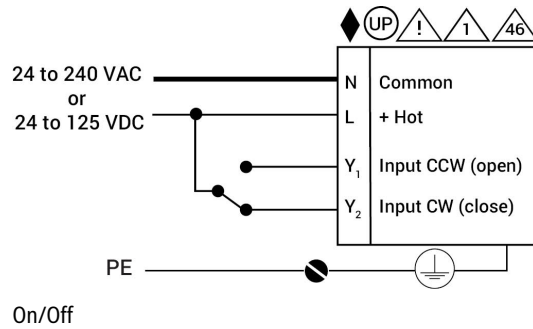 UP ! 1 46
24 to 240 VAC
or
24 to 125 VDC
N Common
L + Hot
Y₁ Input CCW (open)
Y₂ Input CW (close)
PE
On/Off